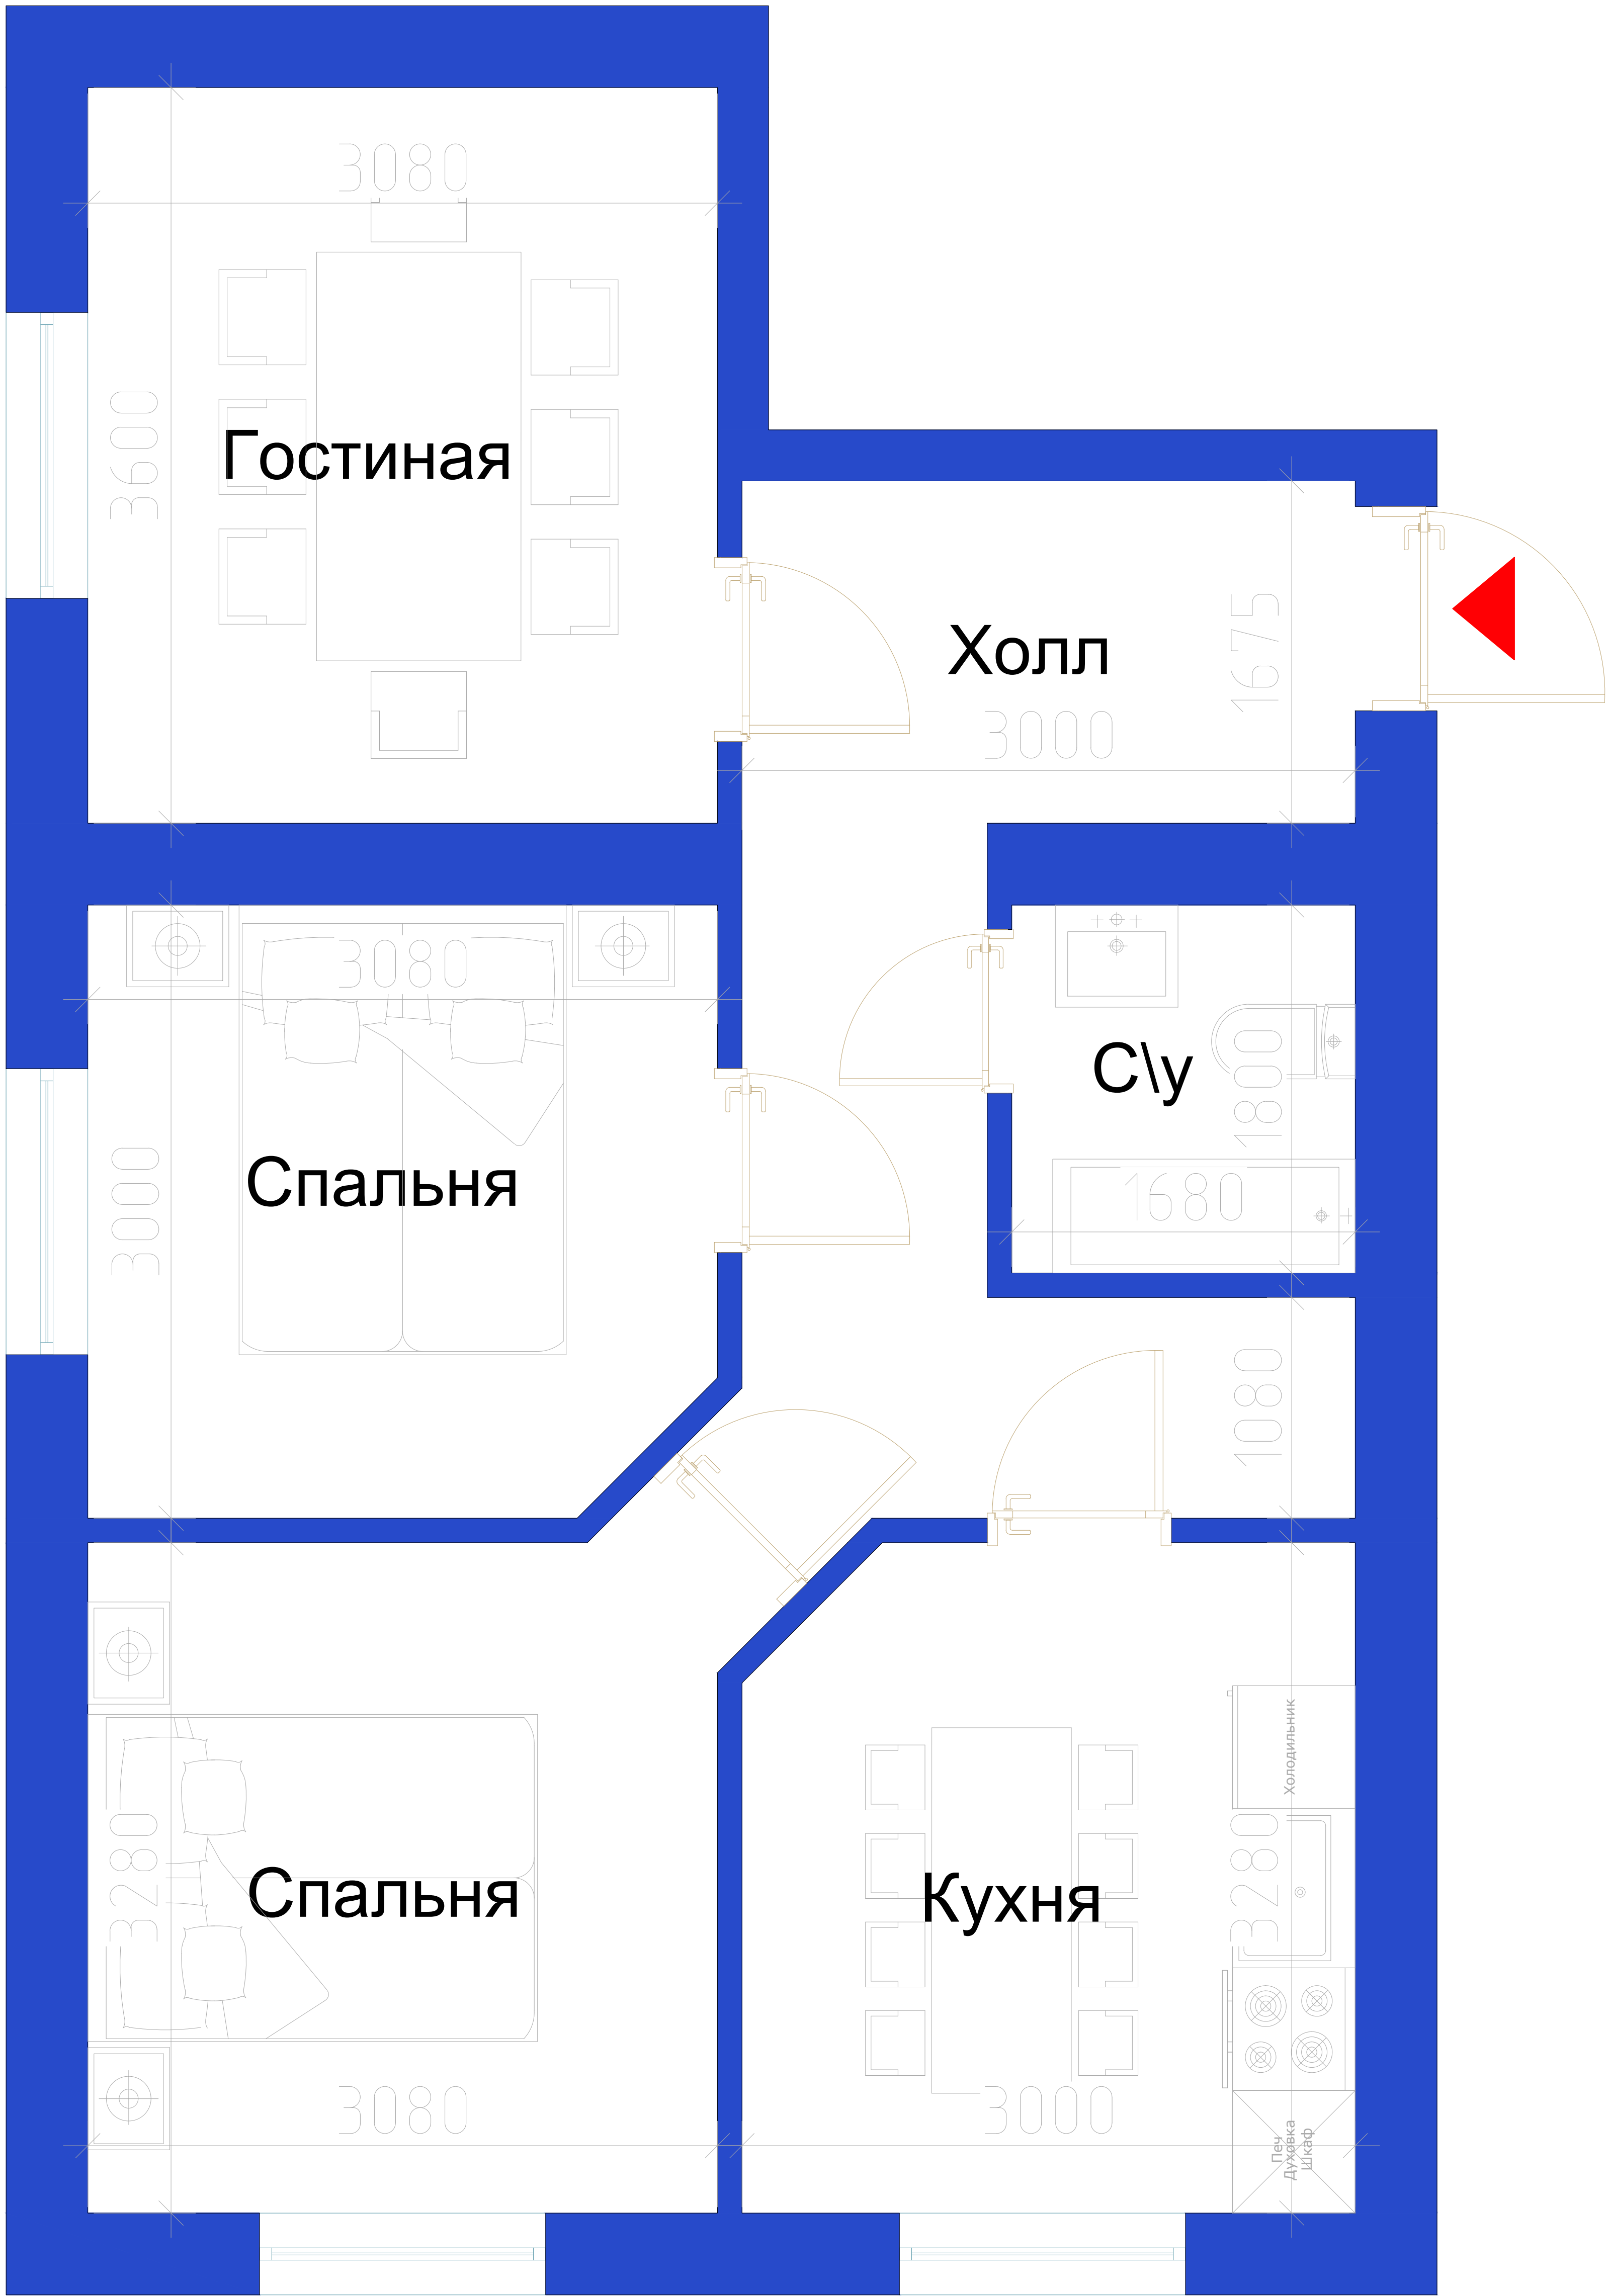 3080
3600
Гостиная
Холл
1675
3000
3080
С\у
1800
Спальня
3000
1680
1080
3280
Спальня
Кухня
Холодильник
3280
3080
3000
Печ
Духовка
Шкаф